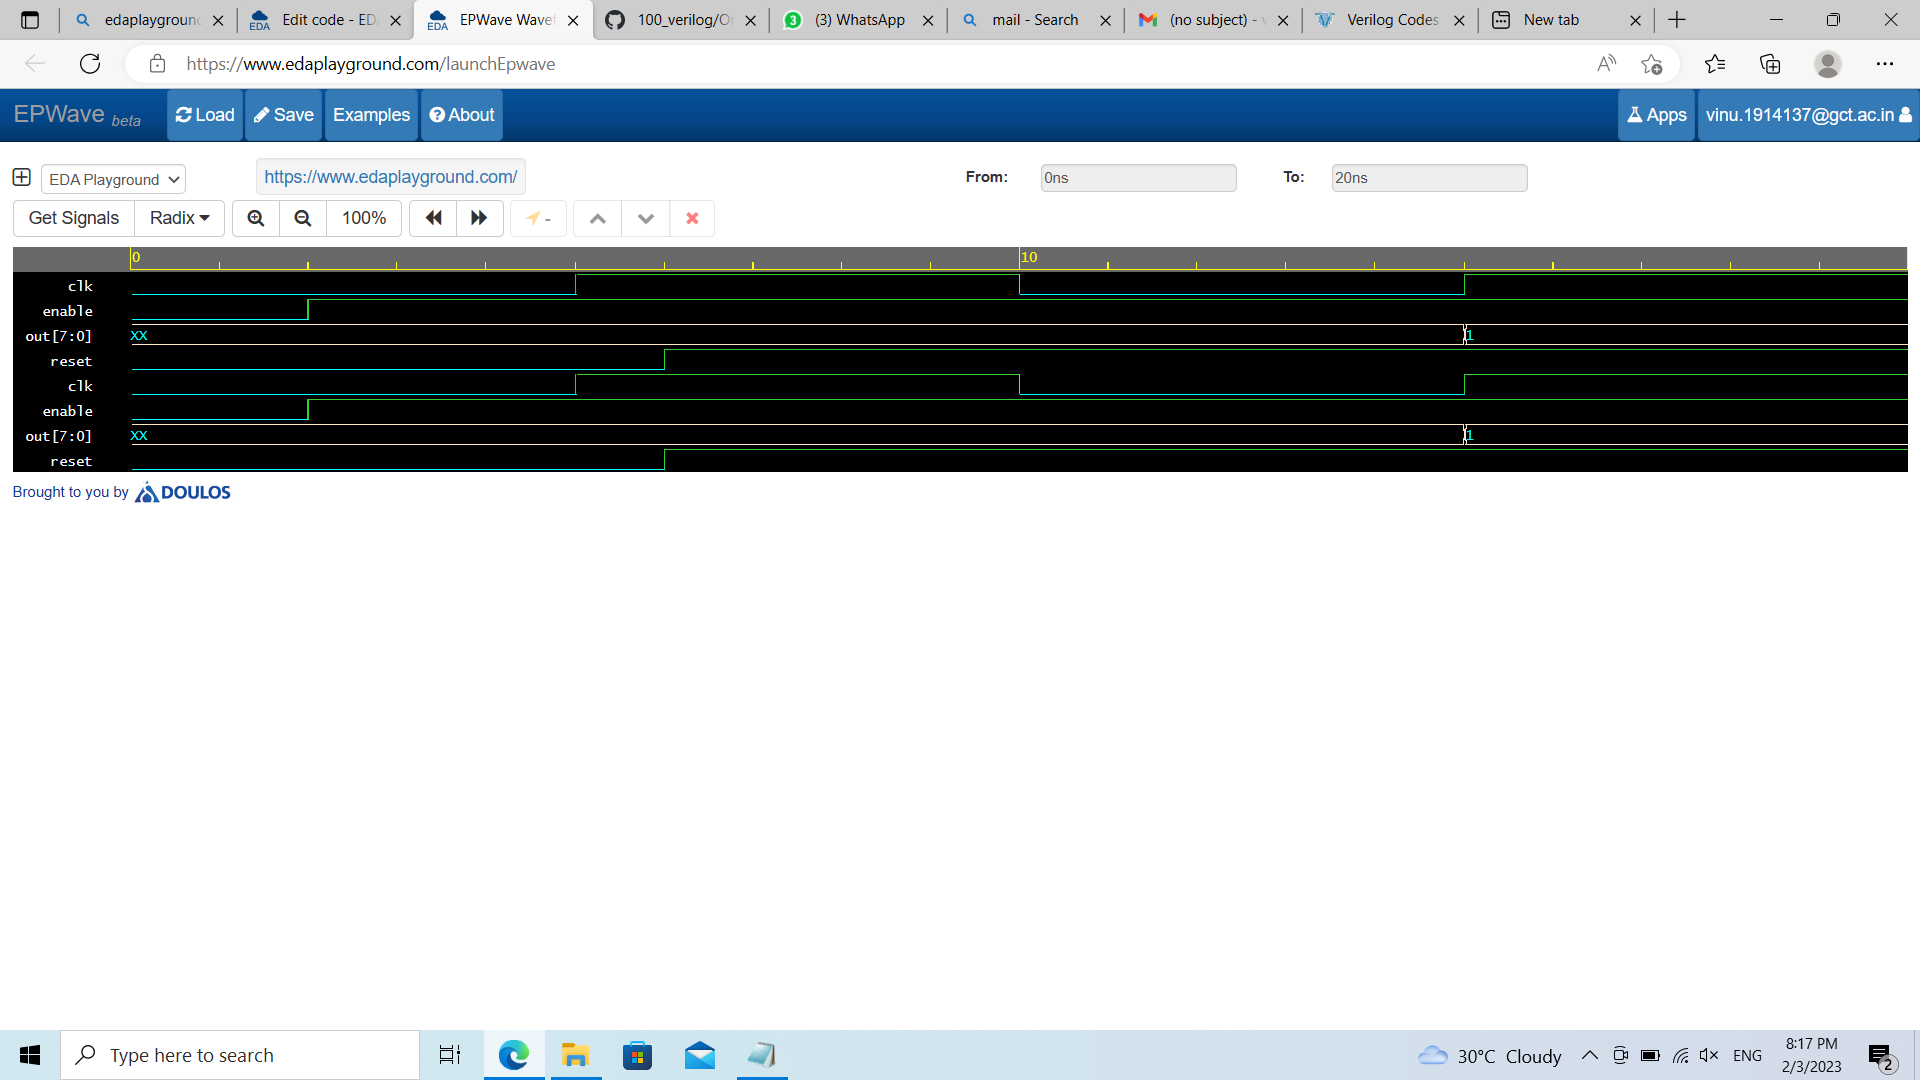 edaplayground
Edit code - EDA
EPWave Wavef
100_verilog/O
(3) WhatsApp
mail - Search
(no subject) -
Verilog Codes
New tab
https://www.edaplayground.com/launchEpwave
EPWave beta
Load
Save
Examples
About
Apps
vinu.1914137@gct.ac.in
EDA Playground
https://www.edaplayground.com/
From:
0ns
To:
20ns
Get Signals
Radix
100%
-
0
10
clk
enable
out[7:0] XX 1
reset
clk
enable
out[7:0] XX 1
reset
Brought to you by DOULOS
Type here to search
30°C Cloudy
ENG
8:17 PM
2/3/2023
2